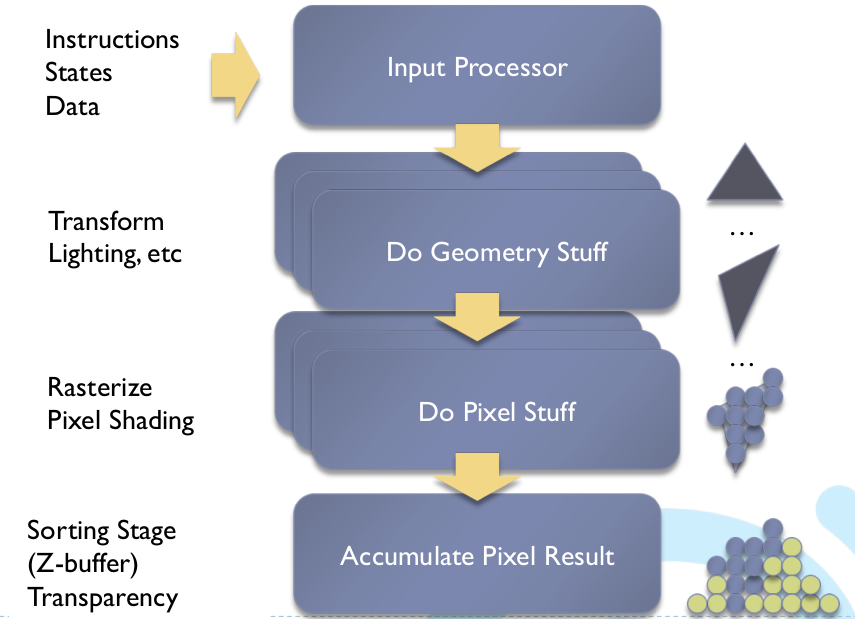 Instructions
States
Data
Input Processor
Transform
Lighting, etc
Do Geometry Stuff
...
...
Rasterize
Pixel Shading
Do Pixel Stuff
Sorting Stage
(Z-buffer)
Transparency
Accumulate Pixel Result